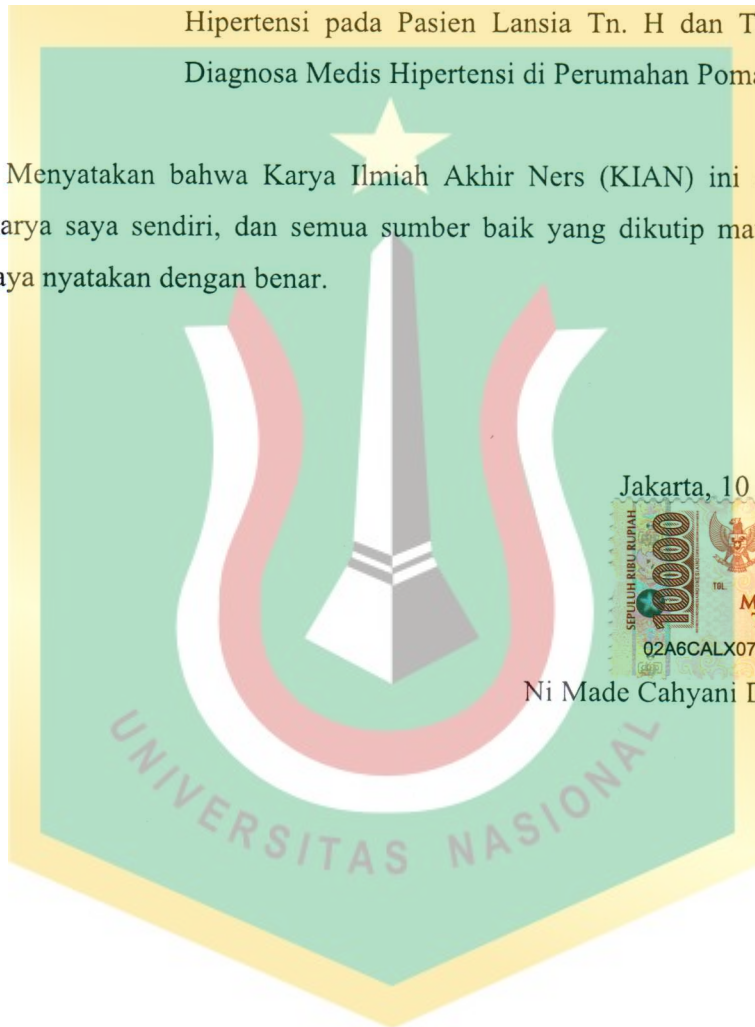 Hipertensi pada Pasien Lansia Tn. H dan T
Diagnosa Medis Hipertensi di Perumahan Poma
Menyatakan bahwa Karya Ilmiah Akhir Ners (KIAN) ini
arya saya sendiri, dan semua sumber baik yang dikutip ma
aya nyatakan dengan benar.
Jakarta, 10
SEPULUH RIBU RUPIAH
10000
TGL.
M
02A6CALX07
Ni Made Cahyani D
UNIVERSITAS NASIONAL